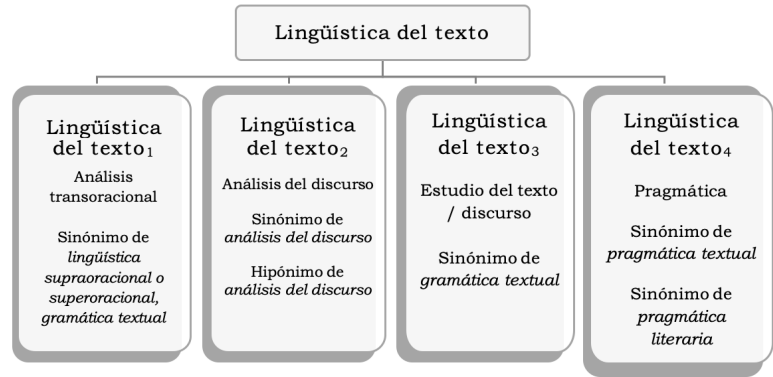 Lingüística del texto
Lingüística
del texto₁
Análisis
transoracional
Sinónimo de
lingüística
supraoracional o
superoracional,
gramática textual
Lingüística
del texto₂
Análisis del discurso
Sinónimo de
análisis del discurso
Hipónimo de
análisis del discurso
Lingüística
del texto₃
Estudio del texto
/ discurso
Sinónimo de
gramática textual
Lingüística
del texto₄
Pragmática
Sinónimo de
pragmática textual
Sinónimo de
pragmática
literaria